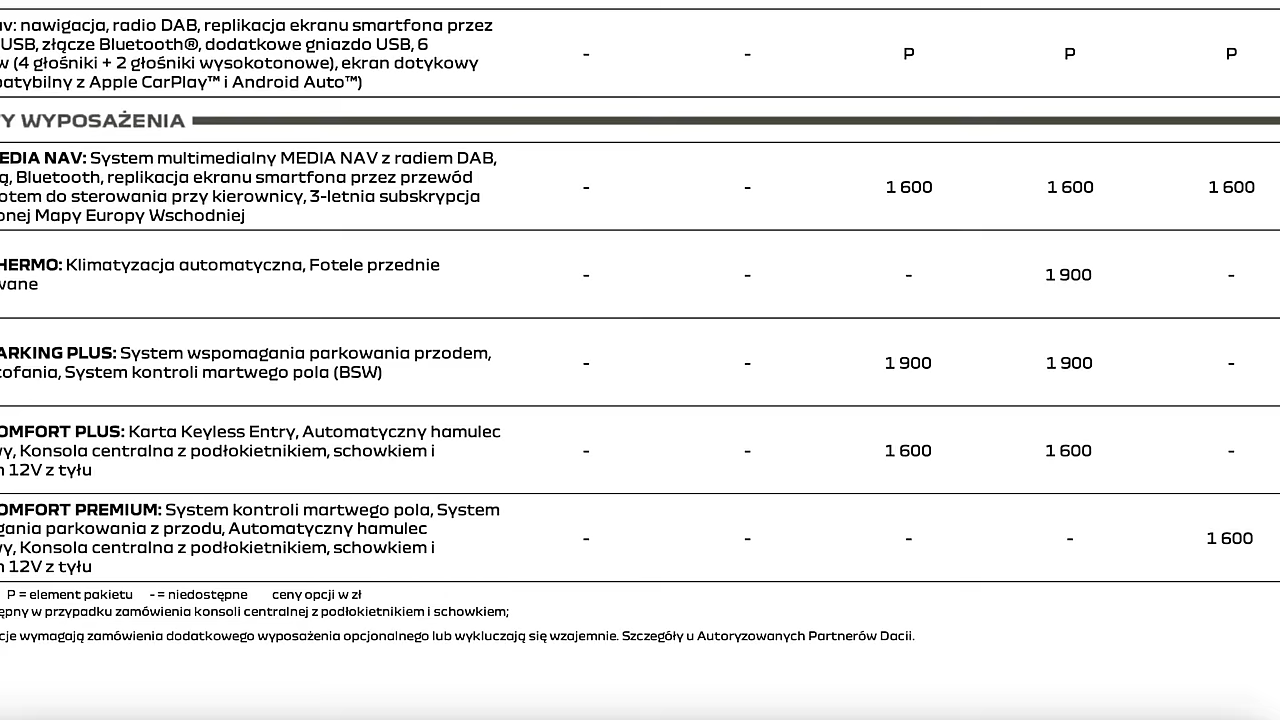 av: nawigacja, radio DAB, replikacja ekranu smartfona przez
USB, złącze Bluetooth®, dodatkowe gniazdo USB, 6
w (4 głośniki + 2 głośniki wysokotonowe), ekran dotykowy
patybilny z Apple CarPlay™ i Android Auto™)
- - P P P
Y WYPOSAŻENIA
EDIA NAV: System multimedialny MEDIA NAV z radiem DAB,
ą, Bluetooth, replikacja ekranu smartfona przez przewód
otem do sterowania przy kierownicy, 3-letnia subskrypcja
onej Mapy Europy Wschodniej
- - 1 600 1 600 1 600
HERMO: Klimatyzacja automatyczna, Fotele przednie
wane
- - - 1 900 -
ARKING PLUS: System wspomagania parkowania przodem,
cofania, System kontroli martwego pola (BSW)
- - 1 900 1 900 -
OMFORT PLUS: Karta Keyless Entry, Automatyczny hamulec
y, Konsola centralna z podłokietnikiem, schowkiem i
m 12V z tyłu
- - 1 600 1 600 -
OMFORT PREMIUM: System kontroli martwego pola, System
gania parkowania z przodu, Automatyczny hamulec
y, Konsola centralna z podłokietnikiem, schowkiem i
m 12V z tyłu
- - - - 1 600
P = element pakietu - = niedostępne ceny opcji w zł
ępny w przypadku zamówienia konsoli centralnej z podłokietnikiem i schowkiem;
cje wymagają zamówienia dodatkowego wyposażenia opcjonalnego lub wykluczają się wzajemnie. Szczegóły u Autoryzowanych Partnerów Dacii.